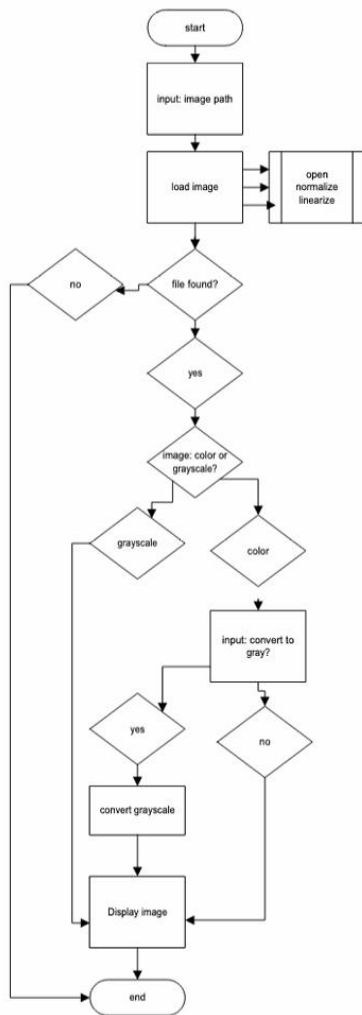 start
input: image path
load image
open
normalize
linearize
no
file found?
yes
image: color or
grayscale?
grayscale
color
input: convert to
gray?
yes
no
convert grayscale
Display image
end